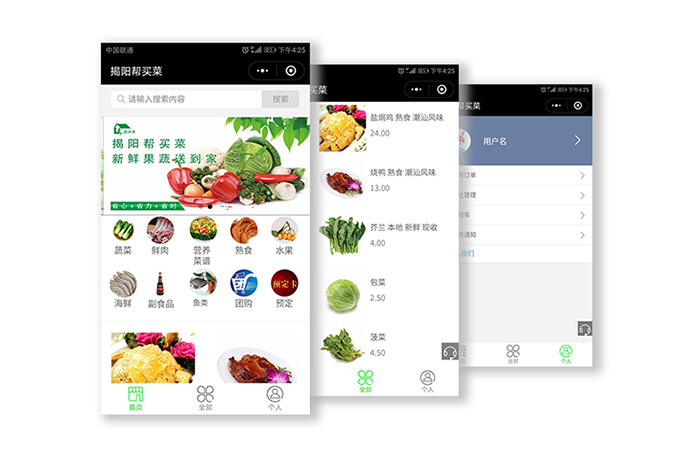 中国联通
下午4:25
揭阳帮买菜
请输入搜索内容
搜索
揭阳帮买菜
新鲜果蔬送到家
省心+省力+省时
蔬菜
鲜肉
营养
菜谱
熟食
水果
团
预定卡
海鲜
副食品
鱼类
团购
预定
首页
全部
个人
下午4:25
买菜
盐焗鸡 熟食 潮汕风味
24.00
烧鸭 熟食 潮汕风味
13.00
芥兰 本地 新鲜 现收
4.00
包菜
2.50
菠菜
4.50
全部
个人
下午4:25
买菜
用户名
订单
管理
车
通知
我们
页
全部
个人